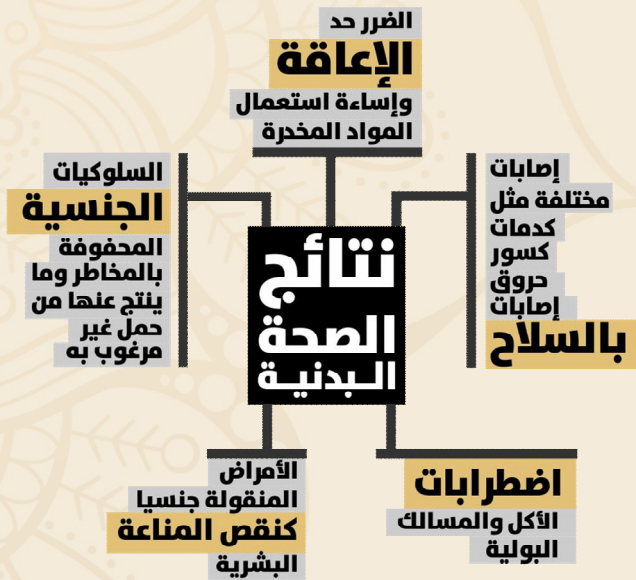 الضرر حد
الإعاقة
وإساءة استعمال
المواد المخدرة
إصابات
مختلفة مثل
كدمات
كسور
حروق
إصابات
بالسلاح
السلوكيات
الجنسية
المحفوفة
بالمخاطر وما
ينتج عنها من
حمل غير
مرغوب به
نتائج
الصحة
البدنية
اضطرابات
الأكل والمسالك
البولية
الأمراض
المنقولة جنسيا
كنقص المناعة
البشرية